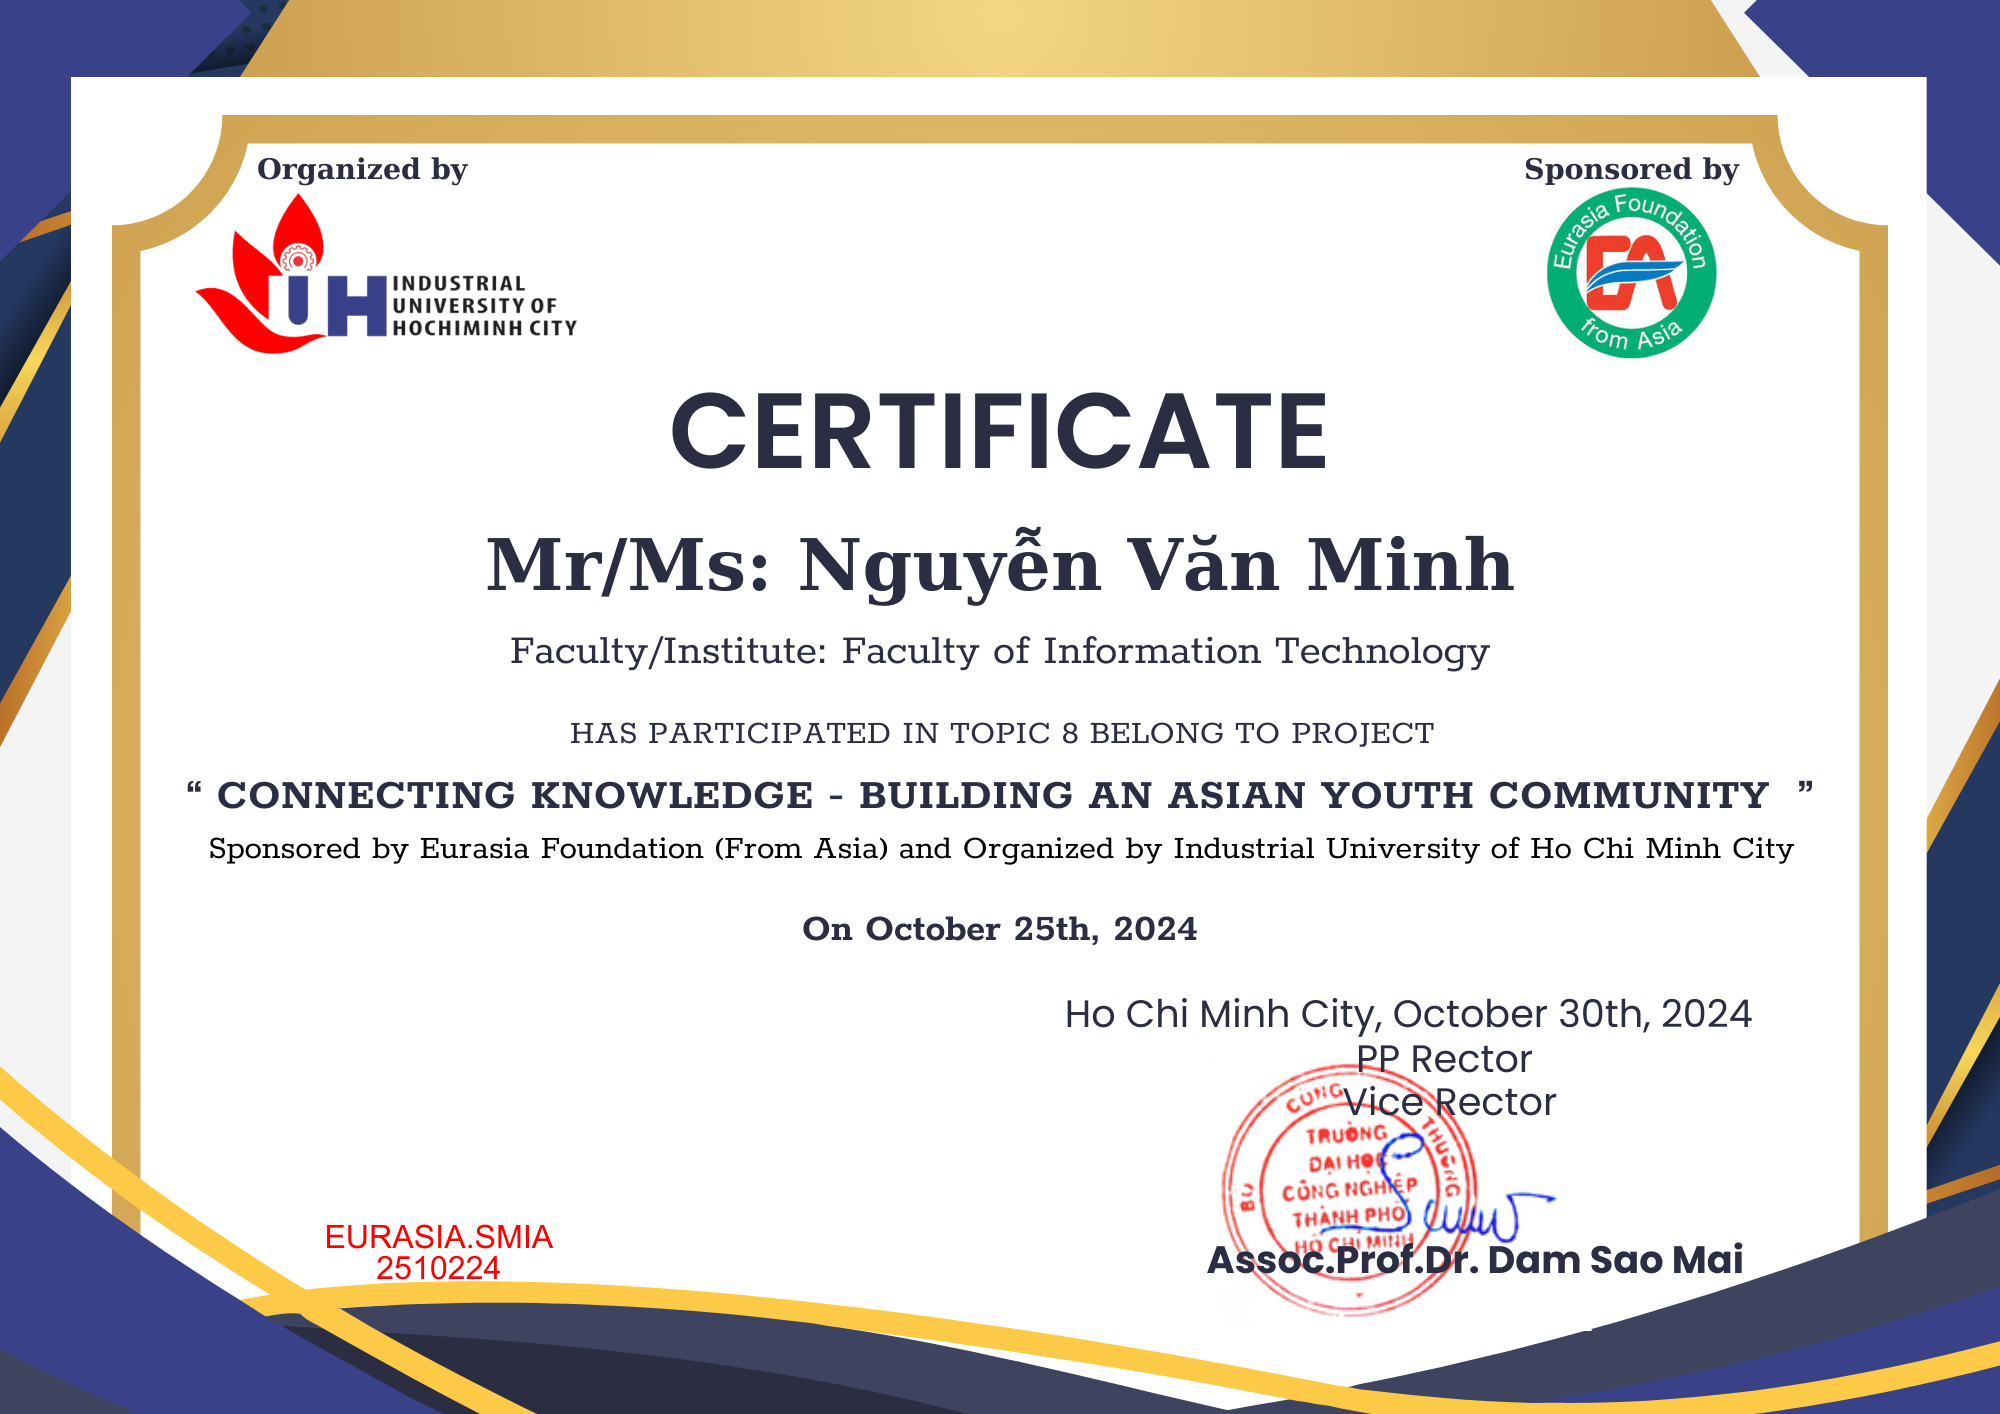 Organized by
Sponsored by
IUH
INDUSTRIAL
UNIVERSITY OF
HOCHIMINH CITY
Eurasia Foundation
EA
from Asia
CERTIFICATE
Mr/Ms: Nguyễn Văn Minh
Faculty/Institute: Faculty of Information Technology
HAS PARTICIPATED IN TOPIC 8 BELONG TO PROJECT
“ CONNECTING KNOWLEDGE - BUILDING AN ASIAN YOUTH COMMUNITY ”
Sponsored by Eurasia Foundation (From Asia) and Organized by Industrial University of Ho Chi Minh City
On October 25th, 2024
Ho Chi Minh City, October 30th, 2024
PP Rector
Vice Rector
BỘ CÔNG THƯƠNG
TRƯỜNG
ĐẠI HỌC
CÔNG NGHIỆP
THÀNH PHỐ
HỒ CHÍ MINH
Assoc.Prof.Dr. Dam Sao Mai
EURASIA.SMIA
2510224